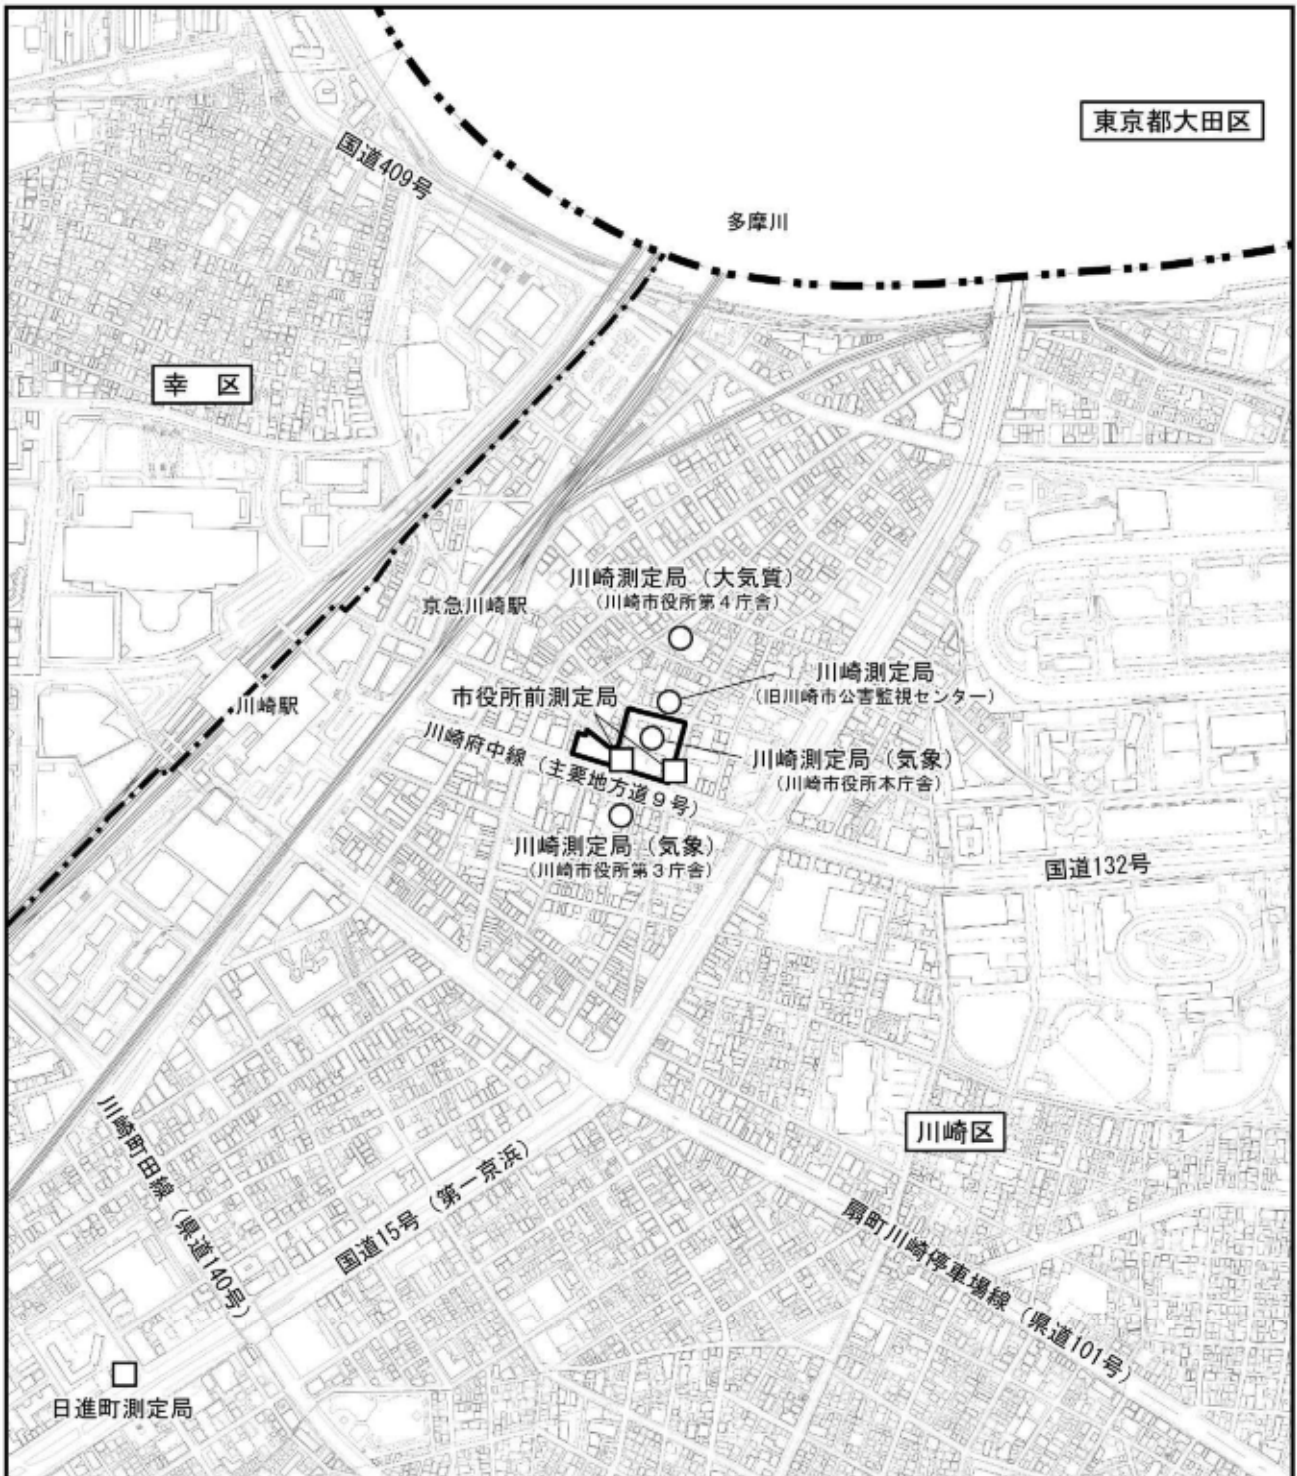 東京都大田区
国道409号
多摩川
幸 区
川崎測定局（大気質）
（川崎市役所第４庁舎）
京急川崎駅
川崎測定局
（旧川崎市公害監視センター）
市役所前測定局
川崎駅
川崎府中線（主要地方道９号）
川崎測定局（気象）
（川崎市役所本庁舎）
川崎測定局（気象）
（川崎市役所第３庁舎）
国道132号
川崎区
川崎町田線（県道140号）
国道15号（第一京浜）
扇町川崎停車場線（県道101号）
日進町測定局